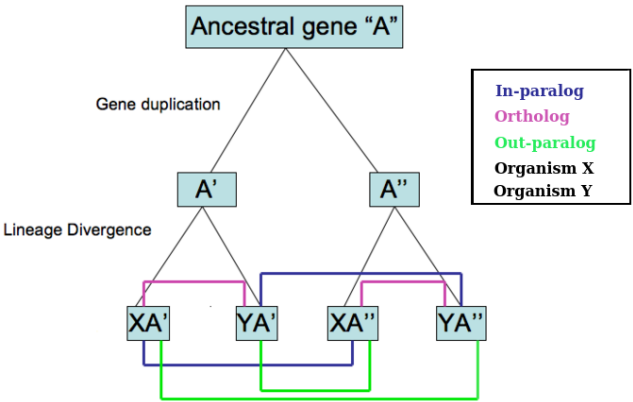 Ancestral gene “A”
Gene duplication
In-paralog
Ortholog
Out-paralog
Organism X
Organism Y
A’ A’’
Lineage Divergence
XA’ YA’ XA’’ YA’’